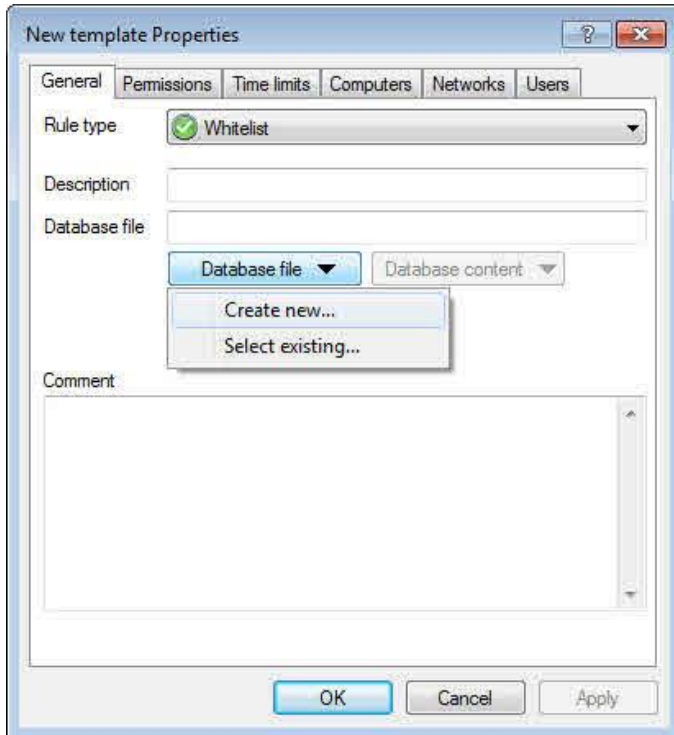 New template Properties
General Permissions Time limits Computers Networks Users
Rule type Whitelist
Description
Database file
Database file Database content
Create new...
Select existing...
Comment
OK Cancel Apply